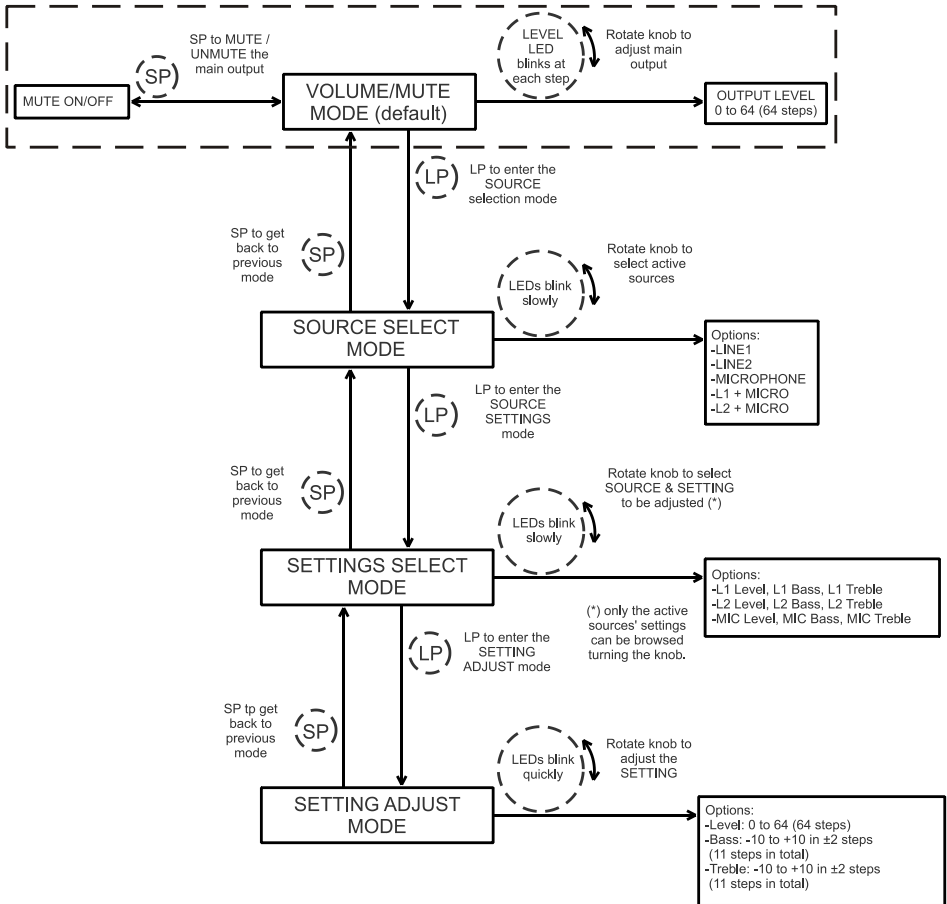 SP to MUTE /
UNMUTE the
main output
SP
MUTE ON/OFF
VOLUME/MUTE
MODE (default)
LEVEL
LED
blinks at
each step
Rotate knob to
adjust main
output
OUTPUT LEVEL
0 to 64 (64 steps)
LP
LP to enter the
SOURCE
selection mode
SP to get
back to
previous
mode
SP
LEDs blink
slowly
Rotate knob to
select active
sources
SOURCE SELECT
MODE
Options:
-LINE1
-LINE2
-MICROPHONE
-L1 + MICRO
-L2 + MICRO
LP
LP to enter the
SOURCE
SETTINGS
mode
SP to get
back to
previous
mode
SP
LEDs blink
slowly
Rotate knob to select
SOURCE & SETTING
to be adjusted (*)
SETTINGS SELECT
MODE
Options:
-L1 Level, L1 Bass, L1 Treble
-L2 Level, L2 Bass, L2 Treble
-MIC Level, MIC Bass, MIC Treble
(*) only the active
sources' settings
can be browsed
turning the knob.
LP
LP to enter the
SETTING
ADJUST mode
SP tp get
back to
previous
mode
SP
LEDs blink
quickly
Rotate knob to
adjust the
SETTING
SETTING ADJUST
MODE
Options:
-Level: 0 to 64 (64 steps)
-Bass: -10 to +10 in ±2 steps
(11 steps in total)
-Treble: -10 to +10 in ±2 steps
(11 steps in total)